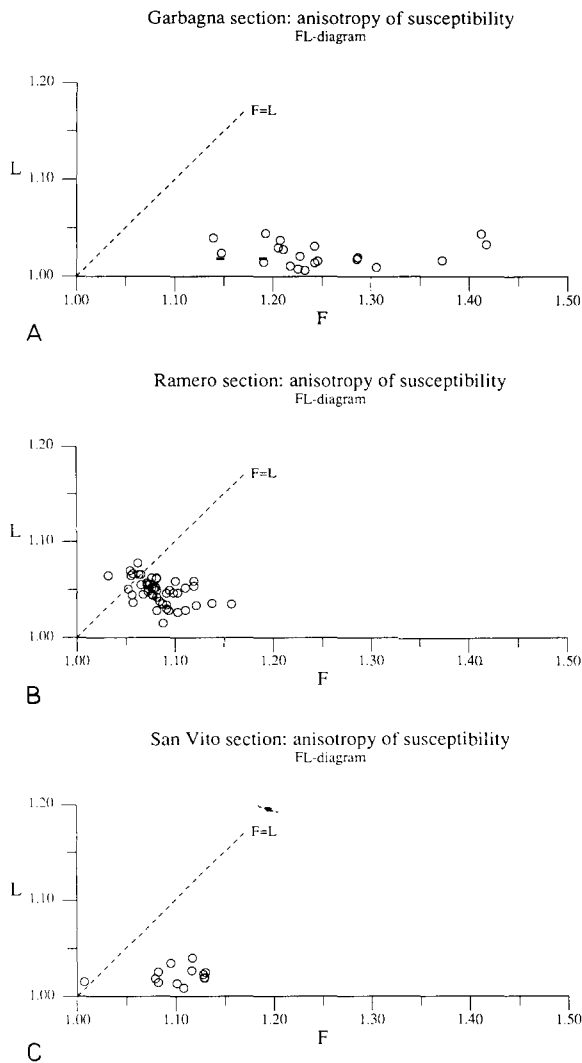 Garbagna section: anisotropy of susceptibility
FL-diagram
1.20
F=L
L
1.10
1.00
1.00 1.10 1.20 1.30 1.40 1.50
F
A
Ramero section: anisotropy of susceptibility
FL-diagram
1.20
F=L
L
1.10
1.00
1.00 1.10 1.20 1.30 1.40 1.50
F
B
San Vito section: anisotropy of susceptibility
FL-diagram
1.20
F=L
L
1.10
1.00
1.00 1.10 1.20 1.30 1.40 1.50
F
C